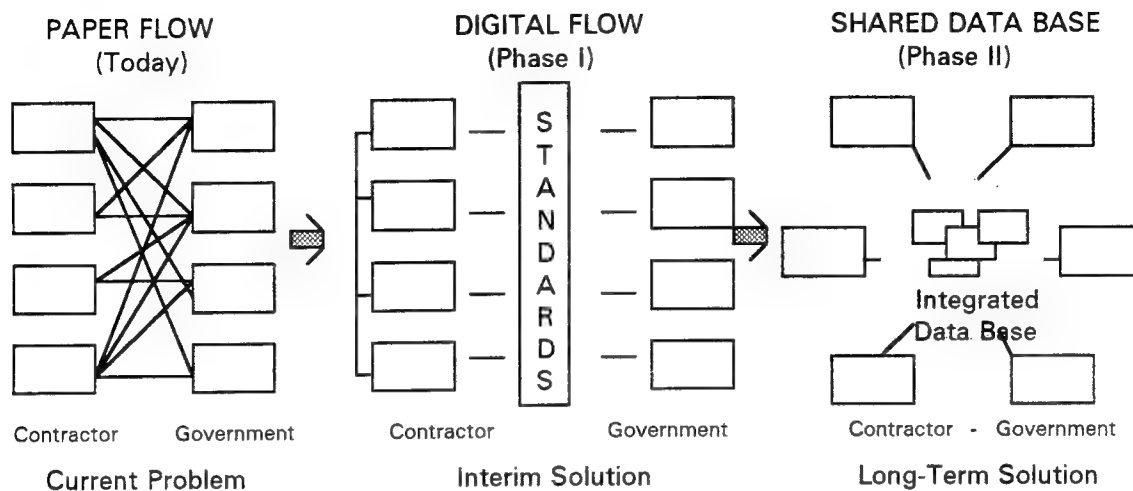 PAPER FLOW
(Today)
Contractor
Government
Current Problem
DIGITAL FLOW
(Phase I)
STANDARDS
Contractor
Government
Interim Solution
SHARED DATA BASE
(Phase II)
Integrated
Data Base
Contractor - Government
Long-Term Solution